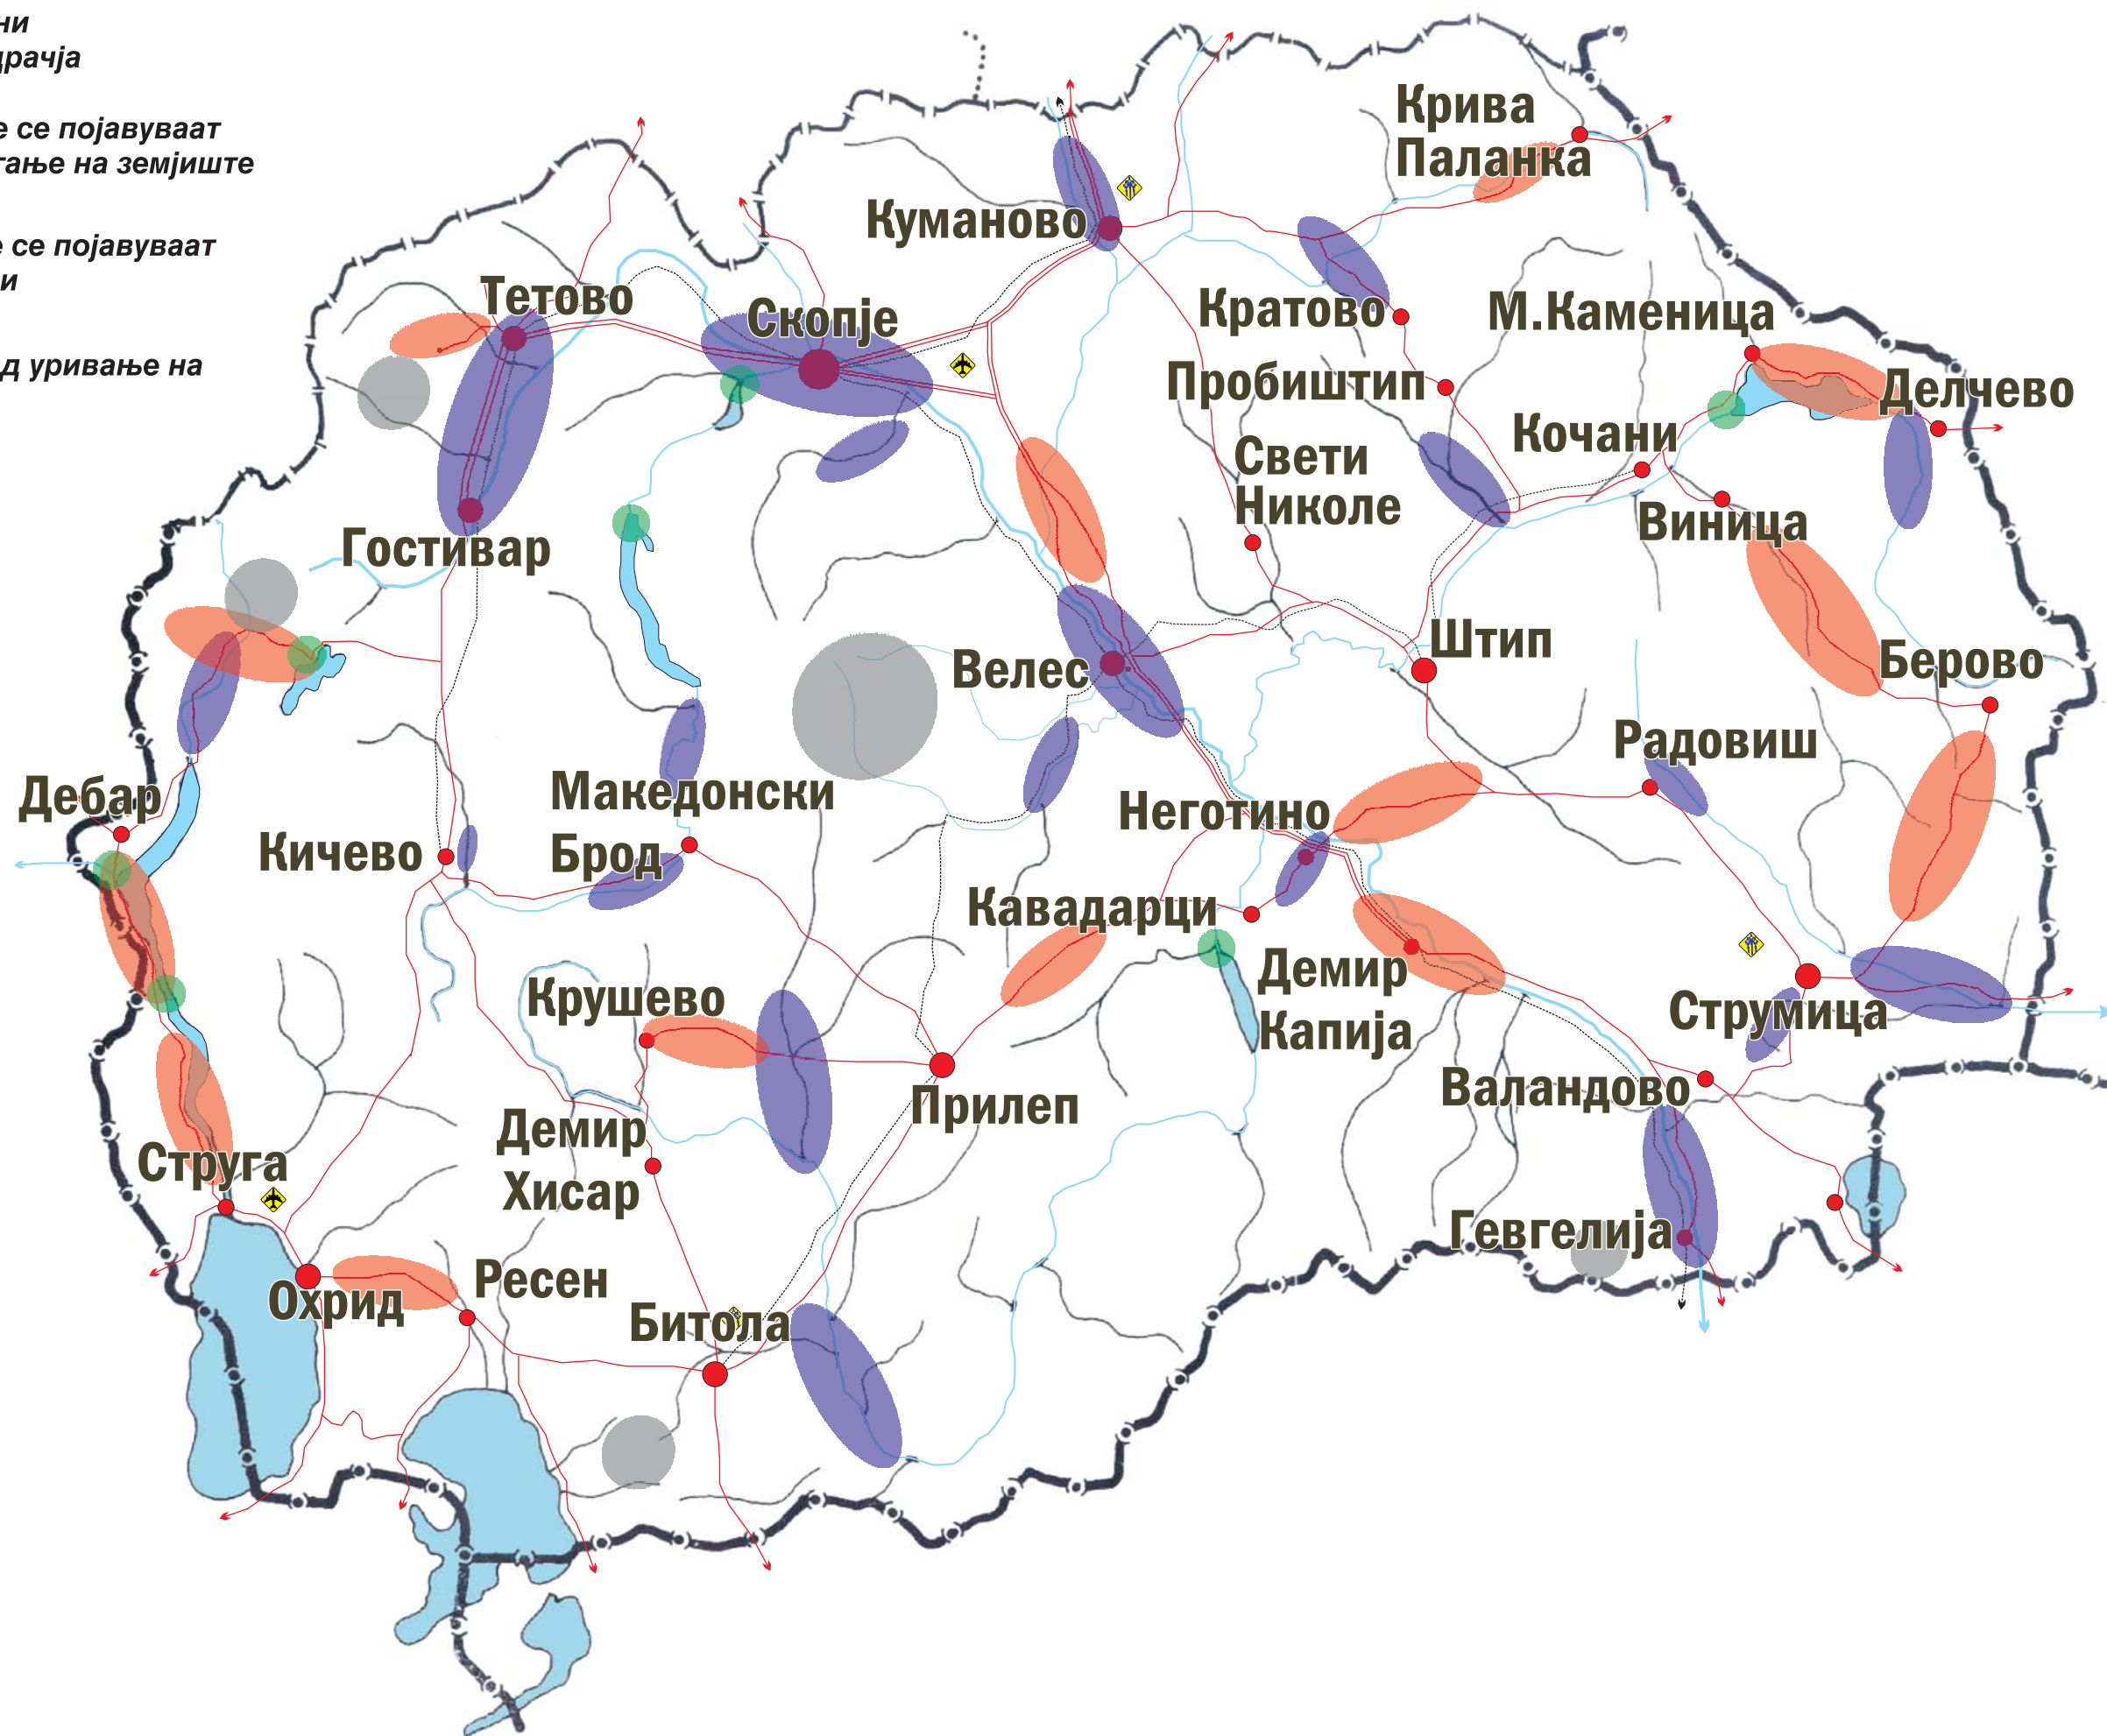 ни
драчја
е се појавуваат
гање на земјиште
е се појавуваат
и
д уривање на
Крива
Паланка
Куманово
Тетово
Скопје
Кратово
М.Каменица
Пробиштип
Делчево
Кочани
Свети
Николе
Виница
Гостивар
Штип
Велес
Берово
Радовиш
Дебар
Македонски
Брод
Неготино
Кичево
Кавадарци
Демир
Капија
Крушево
Струмица
Прилеп
Валандово
Демир
Хисар
Струга
Гевгелија
Ресен
Охрид
Битола